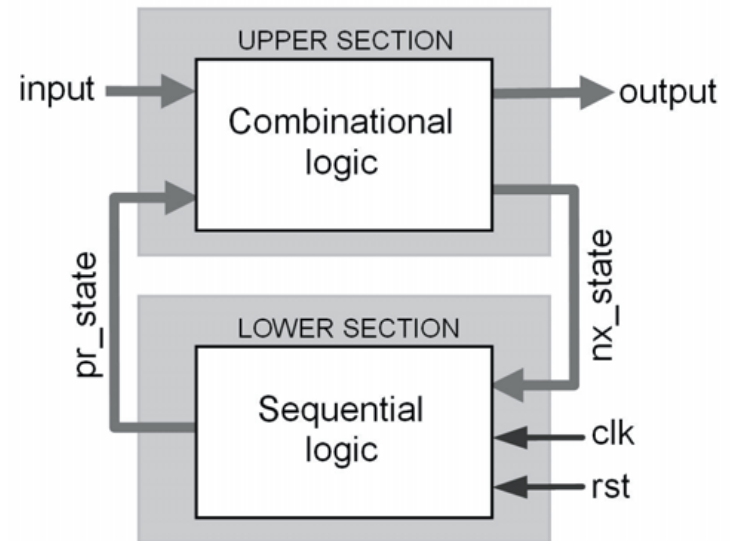 UPPER SECTION
input
Combinational
logic
output
pr_state
nx_state
LOWER SECTION
Sequential
logic
clk
rst